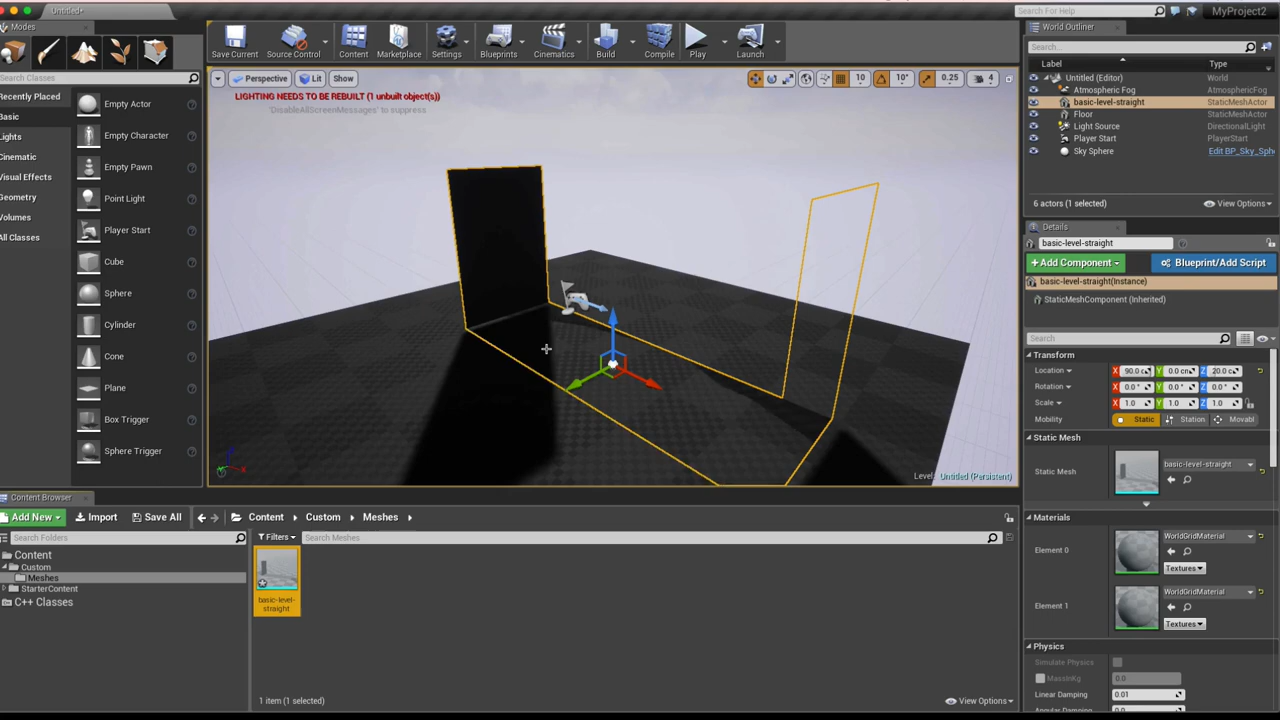 Untitled•
Search For Help
MyProject2
Modes
Save Current
Source Control
Content
Marketplace
Settings
Blueprints
Cinematics
Build
Compile
Play
Launch
World Outliner
Search...
Label
Type
Search Classes
Perspective
Lit
Show
10
10°
0.25
4
LIGHTING NEEDS TO BE REBUILT (1 unbuilt object(s))
'DisableAllScreenMessages' to suppress
Recently Placed
Basic
Lights
Cinematic
Visual Effects
Geometry
Volumes
All Classes
Empty Actor
Empty Character
Empty Pawn
Point Light
Player Start
Cube
Sphere
Cylinder
Cone
Plane
Box Trigger
Sphere Trigger
Untitled (Editor)
World
Atmospheric Fog
AtmosphericFog
basic-level-straight
StaticMeshActor
Floor
StaticMeshActor
Light Source
DirectionalLight
Player Start
PlayerStart
Sky Sphere
Edit BP_Sky_Sph
6 actors (1 selected)
View Options
Details
basic-level-straight
+Add Component
Blueprint/Add Script
basic-level-straight(Instance)
StaticMeshComponent (Inherited)
Search
Transform
Location
X 90.0 c
Y 0.0 c
Z 20.0 c
Rotation
X 0.0 °
Y 0.0 °
Z 0.0 °
Scale
X 1.0
Y 1.0
Z 1.0
Mobility
Static
Station
Movabl
Static Mesh
Static Mesh
basic-level-straight
Materials
Element 0
WorldGridMaterial
Textures
Element 1
WorldGridMaterial
Textures
Physics
Simulate Physics
MassInKg
0.0
Linear Damping
0.01
Angular Damping
0.0
Level: Untitled (Persistent)
Content Browser
Add New
Import
Save All
Content
Custom
Meshes
Search Folders
Filters
Search Meshes
Content
Custom
Meshes
StarterContent
C++ Classes
basic-level-
straight
1 item (1 selected)
View Options